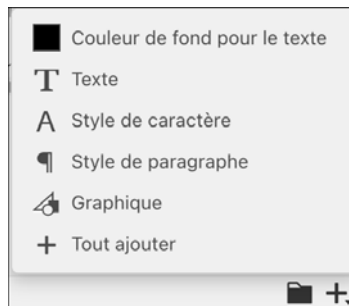 Couleur de fond pour le texte
Texte
Style de caractère
Style de paragraphe
Graphique
Tout ajouter